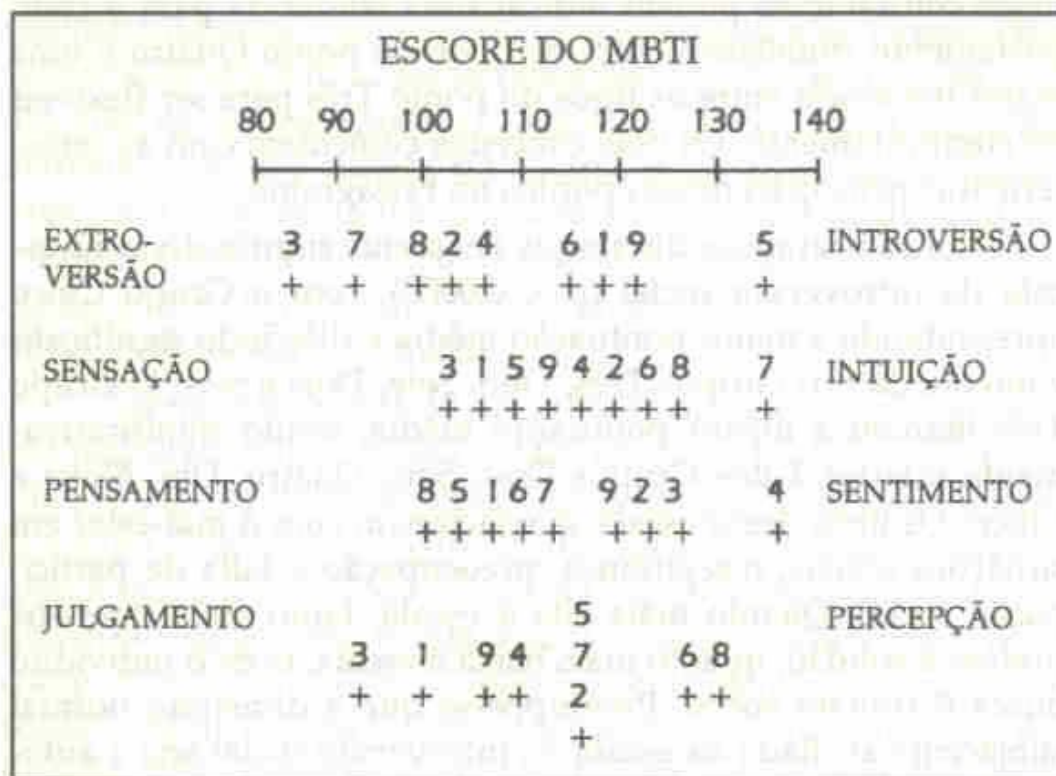 ESCORE DO MBTI
80 90 100 110 120 130 140
EXTRO- 3 7 8 2 4 6 1 9 5 INTROVERSÃO
VERSÃO + + + + + + + + +
SENSAÇÃO 3 1 5 9 4 2 6 8 7 INTUIÇÃO
+ + + + + + + + +
PENSAMENTO 8 5 1 6 7 9 2 3 4 SENTIMENTO
+ + + + + + + + +
JULGAMENTO 5 PERCEPÇÃO
3 1 9 4 7 6 8
+ + + + 2 + +
+